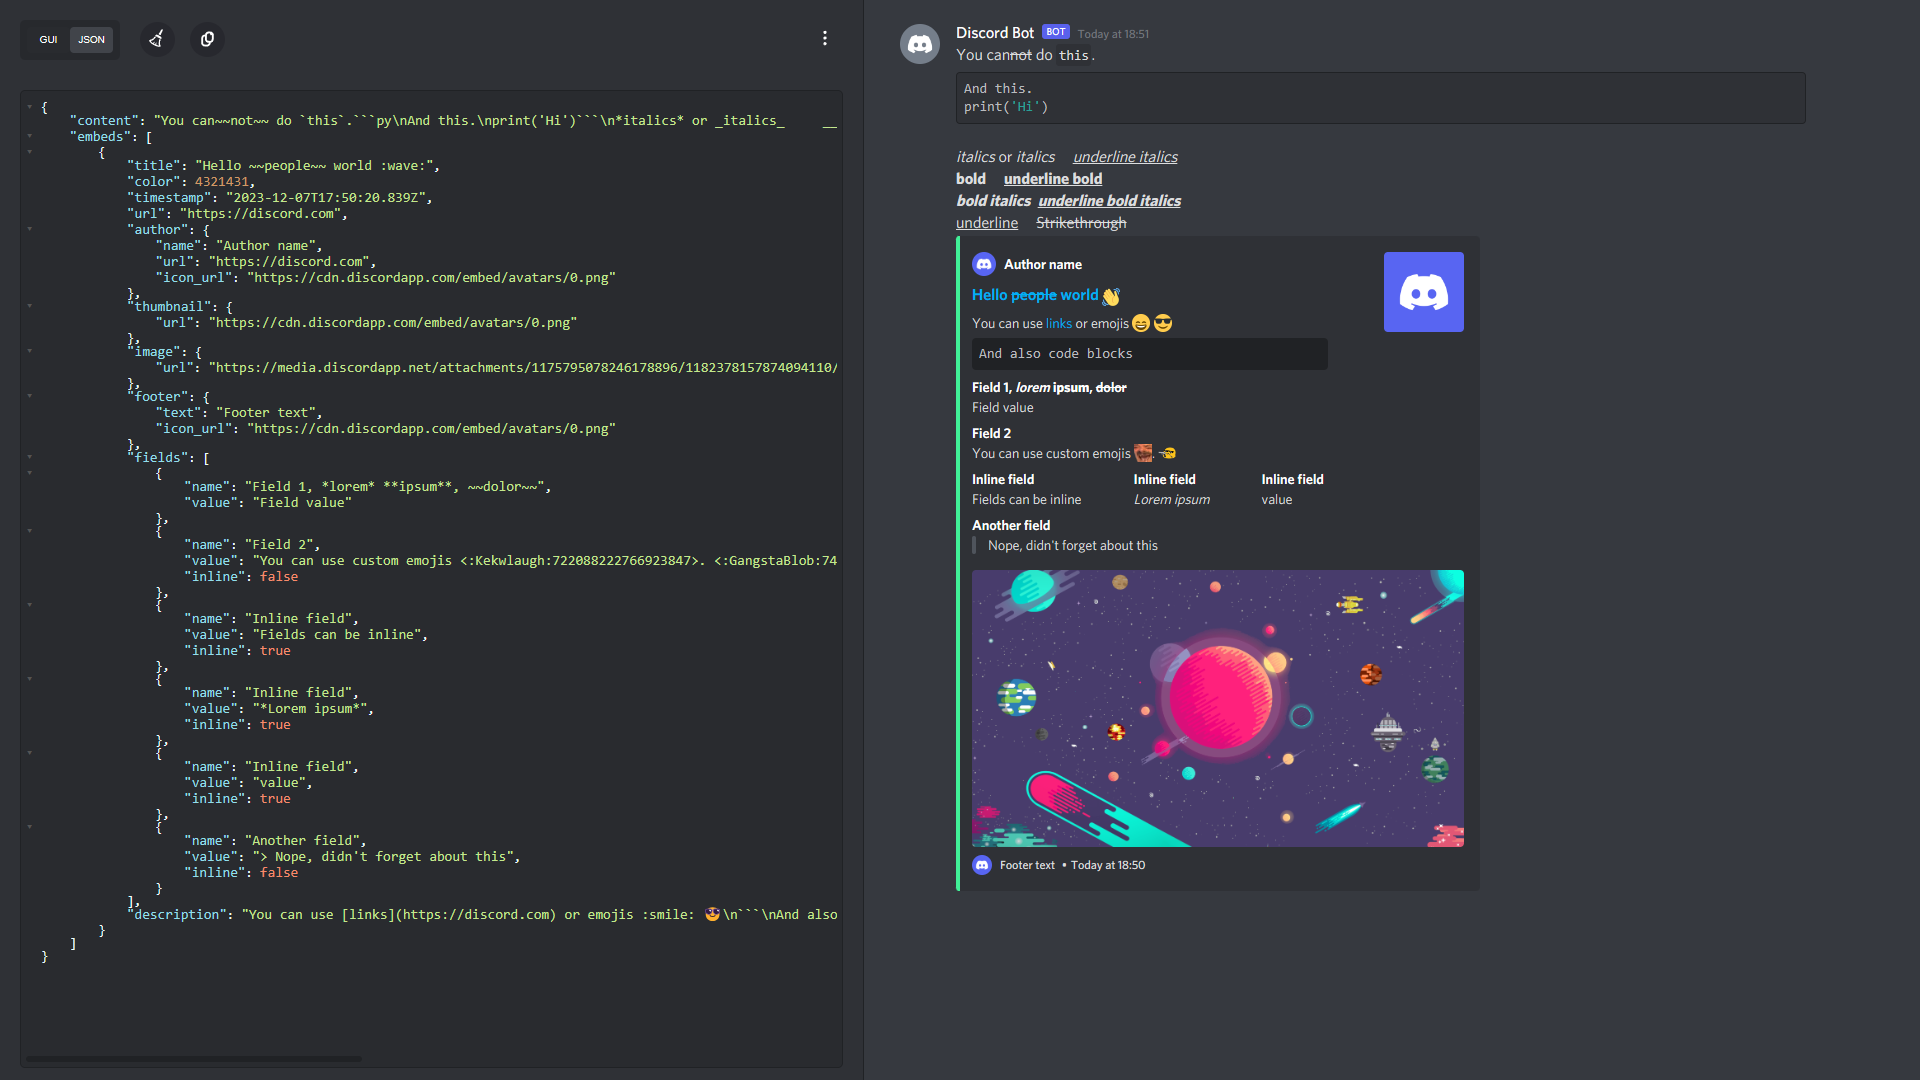 GUI JSON
{
"content": "You can~~not~~ do `this`.```py\nAnd this.\nprint('Hi')```\n*italics* or _italics_     __
"embeds": [
{
"title": "Hello ~~people~~ world :wave:",
"color": 4321431,
"timestamp": "2023-12-07T17:50:20.839Z",
"url": "https://discord.com",
"author": {
"name": "Author name",
"url": "https://discord.com",
"icon_url": "https://cdn.discordapp.com/embed/avatars/0.png"
},
"thumbnail": {
"url": "https://cdn.discordapp.com/embed/avatars/0.png"
},
"image": {
"url": "https://media.discordapp.net/attachments/1175795078246178896/1182378157874094110/
},
"footer": {
"text": "Footer text",
"icon_url": "https://cdn.discordapp.com/embed/avatars/0.png"
},
"fields": [
{
"name": "Field 1, *lorem* **ipsum**, ~~dolor~~",
"value": "Field value"
},
{
"name": "Field 2",
"value": "You can use custom emojis <:Kekwlaugh:722088222766923847>. <:GangstaBlob:74
"inline": false
},
{
"name": "Inline field",
"value": "Fields can be inline",
"inline": true
},
{
"name": "Inline field",
"value": "*Lorem ipsum*",
"inline": true
},
{
"name": "Inline field",
"value": "value",
"inline": true
},
{
"name": "Another field",
"value": "> Nope, didn't forget about this",
"inline": false
}
],
"description": "You can use [links](https://discord.com) or emojis :smile: 😎\n```\nAnd also
}
]
}
Discord Bot BOT Today at 18:51
You cannot do this.
And this.
print('Hi')
italics or italics underline italics
bold underline bold
bold italics underline bold italics
underline Strikethrough
Author name
Hello people world 👋
You can use links or emojis 😄 😎
And also code blocks
Field 1, lorem ipsum, dolor
Field value
Field 2
You can use custom emojis .
Inline field Inline field Inline field
Fields can be inline Lorem ipsum value
Another field
Nope, didn't forget about this
Footer text • Today at 18:50